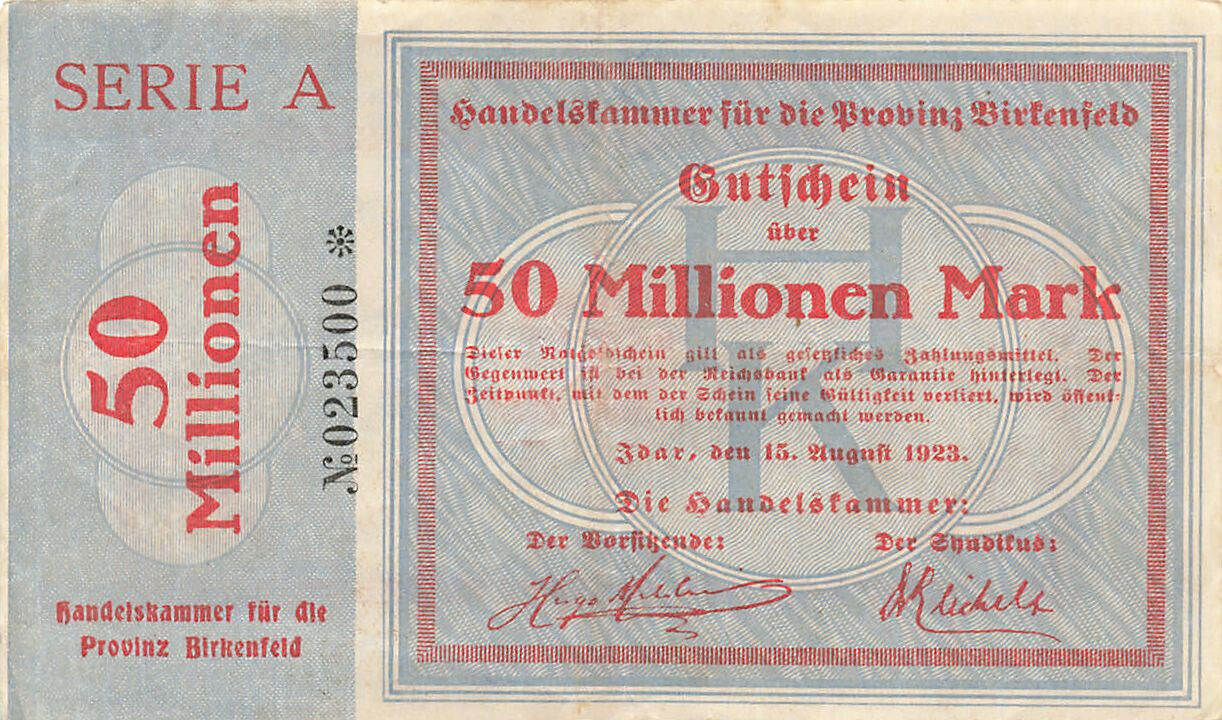 SERIE A
50
Millionen
№023500 *
Handelskammer für die
Provinz Birkenfeld
Handelskammer für die Provinz Birkenfeld
Gutschein
über
50 Millionen Mark
Dieser Notgeldschein gilt als gesetzliches Zahlungsmittel. Der
Gegenwert ist bei der Reichsbank als Garantie hinterlegt. Der
Zeitpunkt, mit dem der Schein seine Gültigkeit verliert, wird öffent-
lich bekannt gemacht werden.
HK
Idar, den 15. August 1923.
Die Handelskammer:
Der Vorsitzende: Der Syndikus:
Hugo